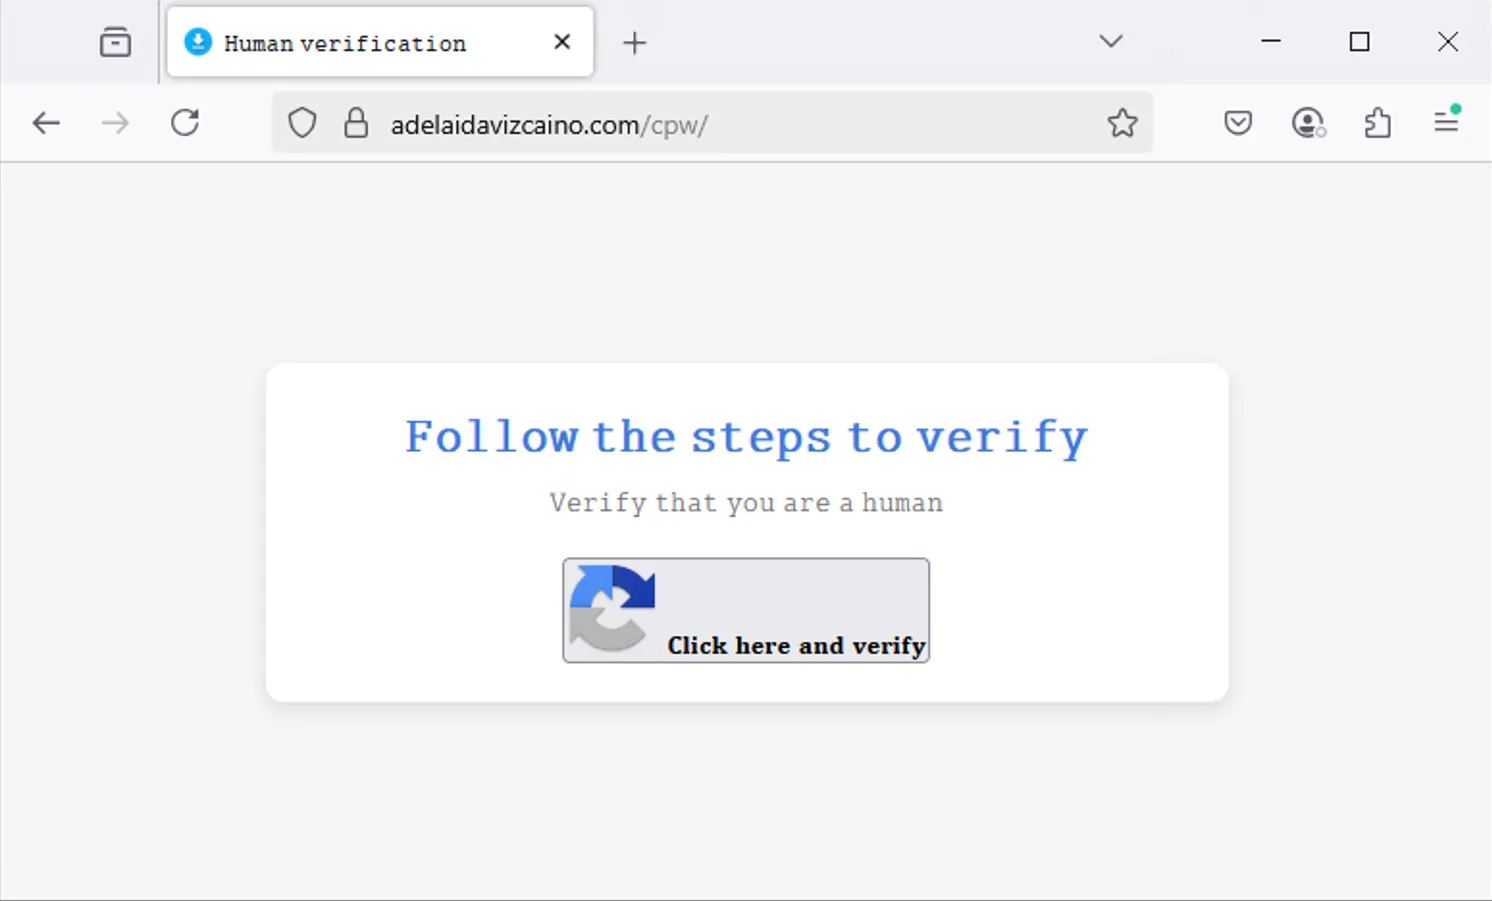 Human verification
adelaidavizcaino.com/cpw/
Follow the steps to verify
Verify that you are a human
Click here and verify